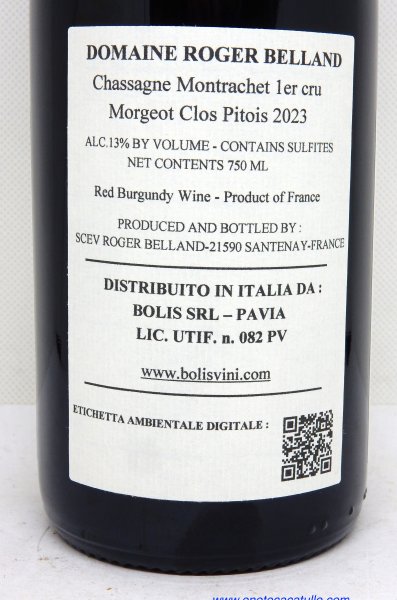 DOMAINE ROGER BELLAND
Chassagne Montrachet 1er cru
Morgeot Clos Pitois 2023
ALC.13% BY VOLUME - CONTAINS SULFITES
NET CONTENTS 750 ML
Red Burgundy Wine - Product of France
PRODUCED AND BOTTLED BY :
SCEV ROGER BELLAND-21590 SANTENAY-FRANCE
DISTRIBUITO IN ITALIA DA :
BOLIS SRL – PAVIA
LIC. UTIF. n. 082 PV
www.bolisvini.com
ETICHETTA AMBIENTALE DIGITALE :